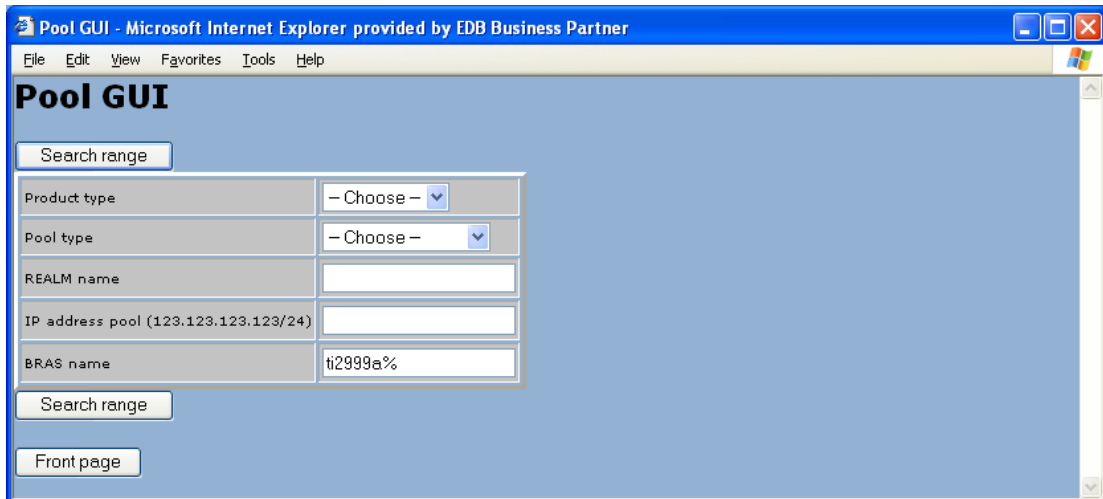 Pool GUI - Microsoft Internet Explorer provided by EDB Business Partner
File Edit View Favorites Tools Help
Pool GUI
Search range
Product type – Choose –
Pool type – Choose –
REALM name
IP address pool (123.123.123.123/24)
BRAS name ti2999a%
Search range
Front page